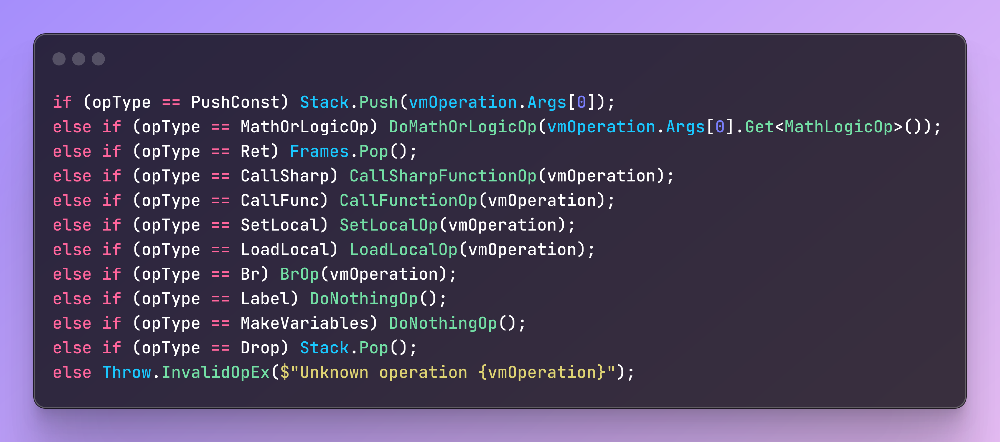 if (opType == PushConst) Stack.Push(vmOperation.Args[0]);
else if (opType == MathOrLogicOp) DoMathOrLogicOp(vmOperation.Args[0].Get<MathLogicOp>());
else if (opType == Ret) Frames.Pop();
else if (opType == CallSharp) CallSharpFunctionOp(vmOperation);
else if (opType == CallFunc) CallFunctionOp(vmOperation);
else if (opType == SetLocal) SetLocalOp(vmOperation);
else if (opType == LoadLocal) LoadLocalOp(vmOperation);
else if (opType == Br) BrOp(vmOperation);
else if (opType == Label) DoNothingOp();
else if (opType == MakeVariables) DoNothingOp();
else if (opType == Drop) Stack.Pop();
else Throw.InvalidOpEx($"Unknown operation {vmOperation}");